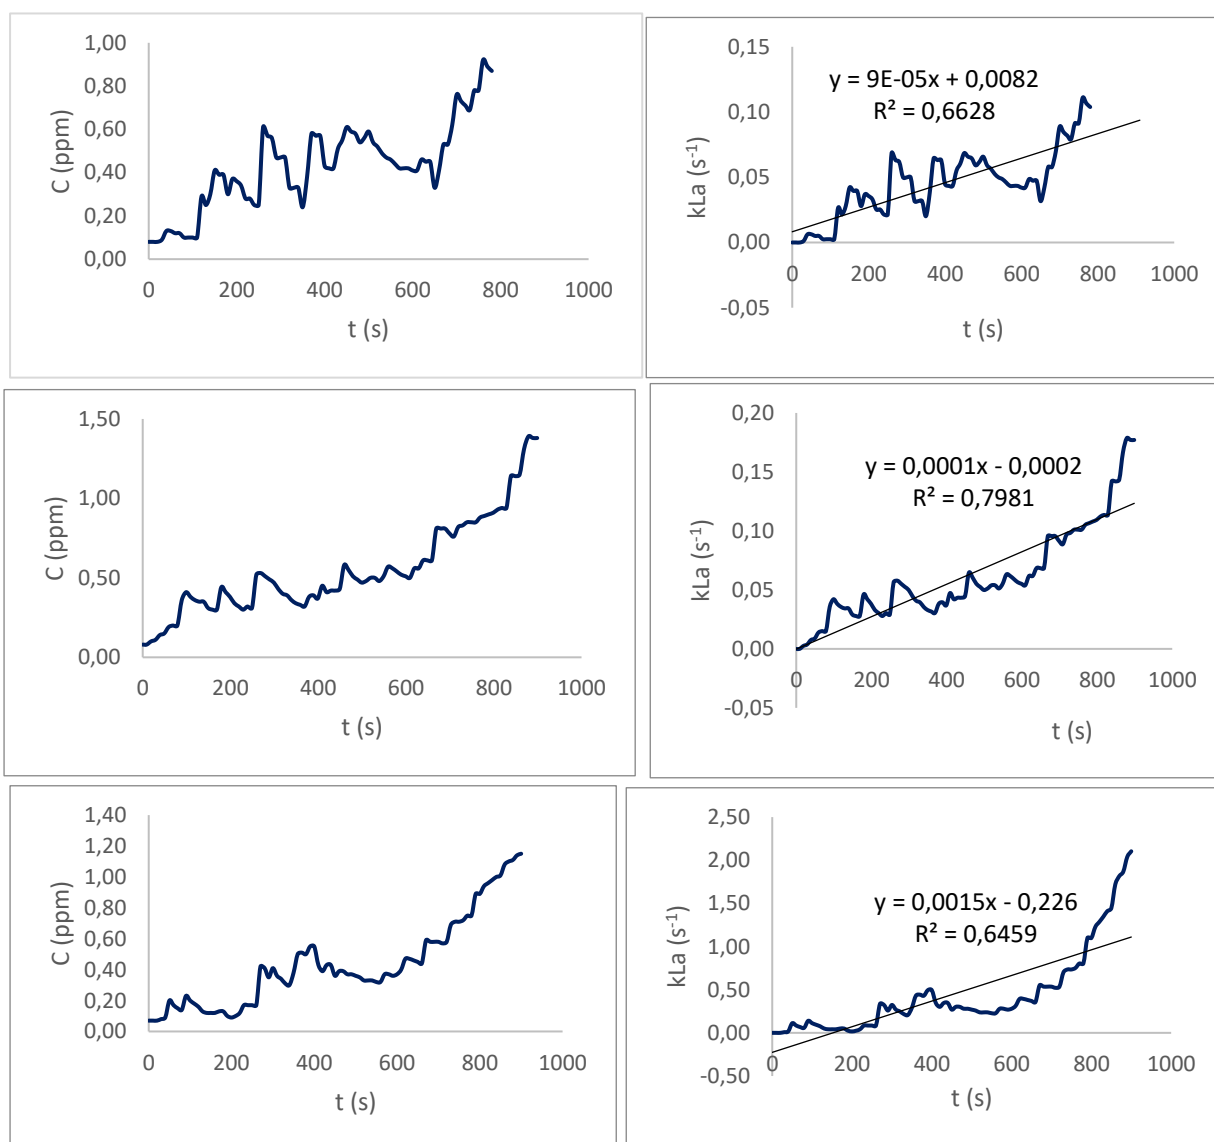 1,00
0,80
0,60
0,40
0,20
0,00
C (ppm)
0 200 400 600 800 1000
t (s)
0,15
0,10
0,05
0,00
-0,05
kLa (s⁻¹)
y = 9E-05x + 0,0082
R² = 0,6628
0 200 400 600 800 1000
t (s)
1,50
1,00
0,50
0,00
C (ppm)
0 200 400 600 800 1000
t (s)
0,20
0,15
0,10
0,05
0,00
-0,05
kLa (s⁻¹)
y = 0,0001x - 0,0002
R² = 0,7981
0 200 400 600 800 1000
t (s)
1,40
1,20
1,00
0,80
0,60
0,40
0,20
0,00
C (ppm)
0 200 400 600 800 1000
t (s)
2,50
2,00
1,50
1,00
0,50
0,00
-0,50
kLa (s⁻¹)
y = 0,0015x - 0,226
R² = 0,6459
0 200 400 600 800 1000
t (s)